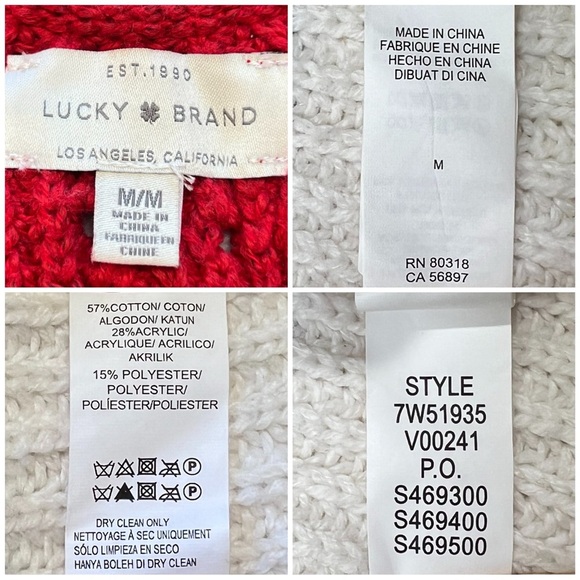 EST.1990
LUCKY BRAND
LOS ANGELES, CALIFORNIA
M/M
MADE IN
CHINA
FABRIQUE EN
CHINE
MADE IN CHINA
FABRIQUE EN CHINE
HECHO EN CHINA
DIBUAT DI CINA
M
RN 80318
CA 56897
57%COTTON/ COTON/
ALGODON/ KATUN
28%ACRYLIC/
ACRYLIQUE/ ACRILICO/
AKRILIK
15% POLYESTER/
POLYESTER/
POLÍESTER/POLIESTER
P
P
DRY CLEAN ONLY
NETTOYAGE À SEC UNIQUEMENT
SÓLO LIMPIEZA EN SECO
HANYA BOLEH DI DRY CLEAN
STYLE
7W51935
V00241
P.O.
S469300
S469400
S469500